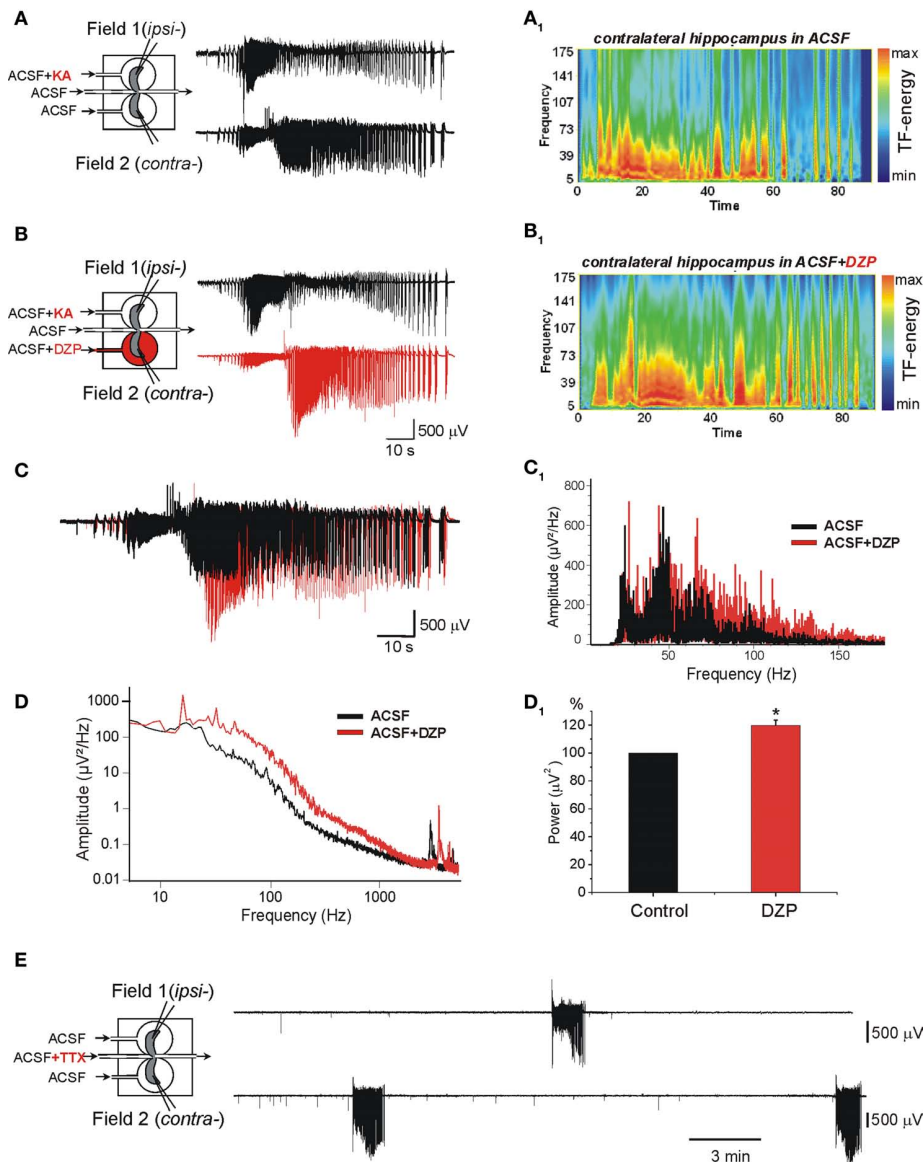 A
Field 1(ipsi-)
ACSF+KA
ACSF
ACSF
Field 2 (contra-)
A1
contralateral hippocampus in ACSF
Frequency
175
141
107
73
39
5
0
20
40
60
80
Time
max
TF-energy
min
B
Field 1(ipsi-)
ACSF+KA
ACSF
ACSF+DZP
Field 2 (contra-)
500 µV
10 s
B1
contralateral hippocampus in ACSF+DZP
Frequency
175
141
107
73
39
5
0
20
40
60
80
Time
max
TF-energy
min
C
500 µV
10 s
C1
Amplitude (µV²/Hz)
800
600
400
200
0
50
100
150
Frequency (Hz)
ACSF
ACSF+DZP
D
Amplitude (µV²/Hz)
1000
100
10
1
0.1
0.01
10
100
1000
Frequency (Hz)
ACSF
ACSF+DZP
D1
%
Power (µV²)
120
100
80
60
40
20
0
*
Control
DZP
E
Field 1(ipsi-)
ACSF
ACSF+TTX
ACSF
Field 2 (contra-)
500 µV
500 µV
3 min